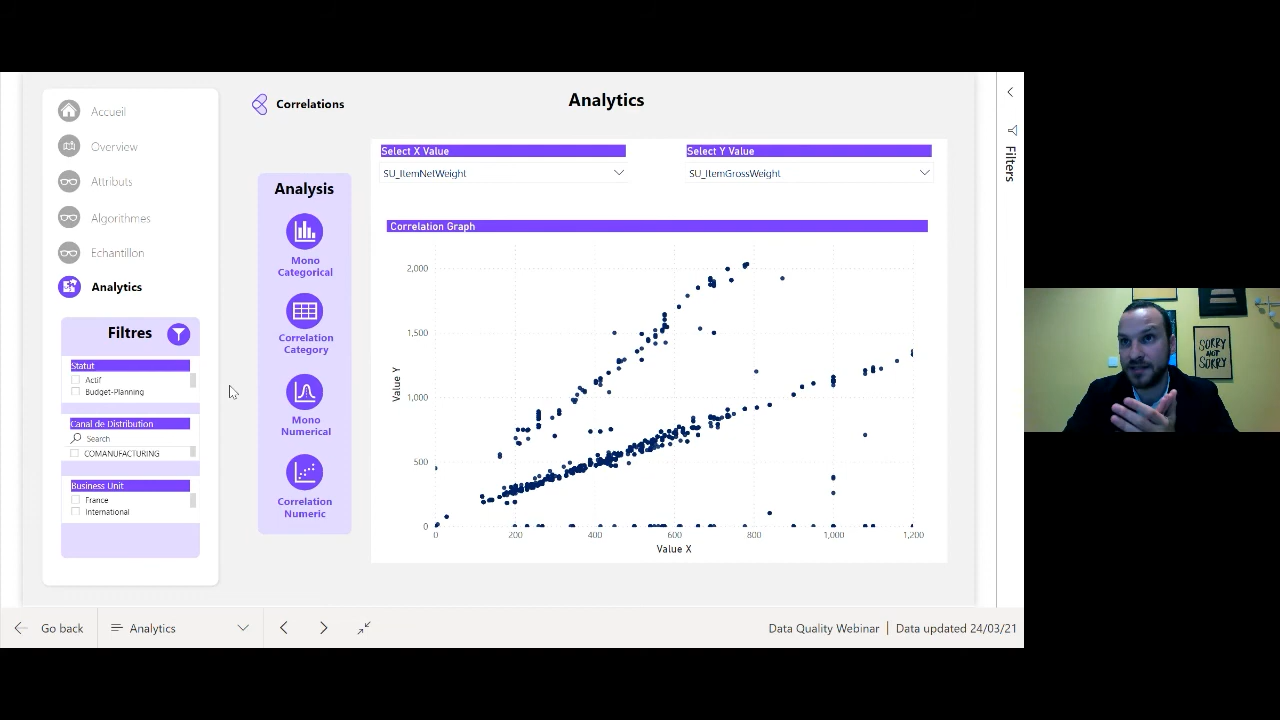 Accueil
Overview
Attributs
Algorithmes
Echantillon
Analytics
Filtres
Statut
Actif
Budget-Planning
Canal de Distribution
Search
COMANUFACTURING
Business Unit
France
International
Correlations
Analytics
Analysis
Mono
Categorical
Correlation
Category
Mono
Numerical
Correlation
Numeric
Select X Value
SU_ItemNetWeight
Select Y Value
SU_ItemGrossWeight
Correlation Graph
Value Y
2,000
1,500
1,000
500
0
0 200 400 600 800 1,000 1,200
Value X
Filters
SORRY
NOT
SORRY
Go back
Analytics
Data Quality Webinar | Data updated 24/03/21